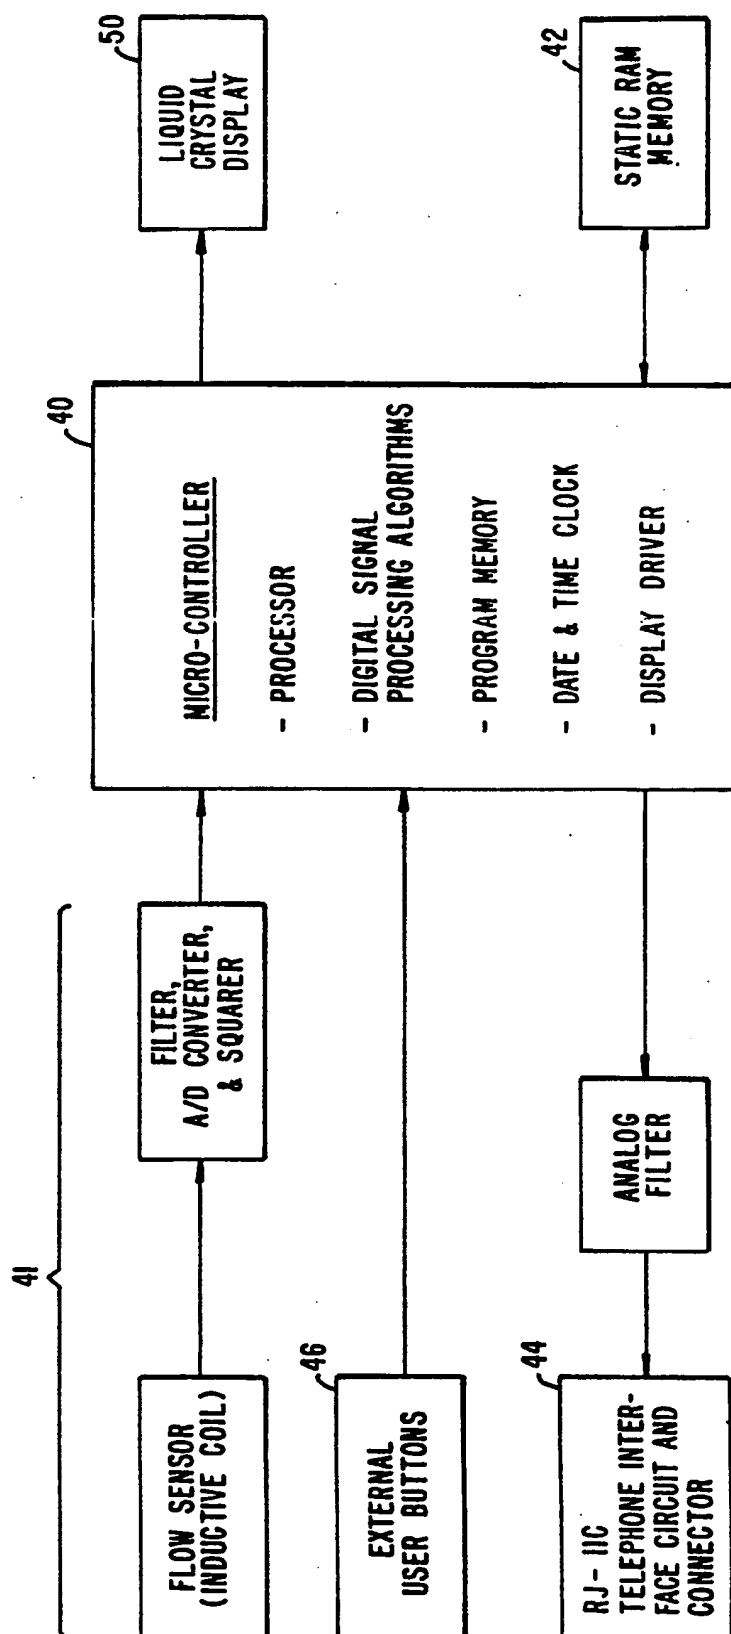 41
FLOW SENSOR
(INDUCTIVE COIL)
FILTER,
A/D CONVERTER,
& SQUARER
46
EXTERNAL
USER BUTTONS
44
RJ-11C
TELEPHONE INTER-
FACE CIRCUIT AND
CONNECTOR
ANALOG
FILTER
40
MICRO-CONTROLLER
- PROCESSOR
- DIGITAL SIGNAL
PROCESSING ALGORITHMS
- PROGRAM MEMORY
- DATE & TIME CLOCK
- DISPLAY DRIVER
50
LIQUID
CRYSTAL
DISPLAY
42
STATIC RAM
MEMORY